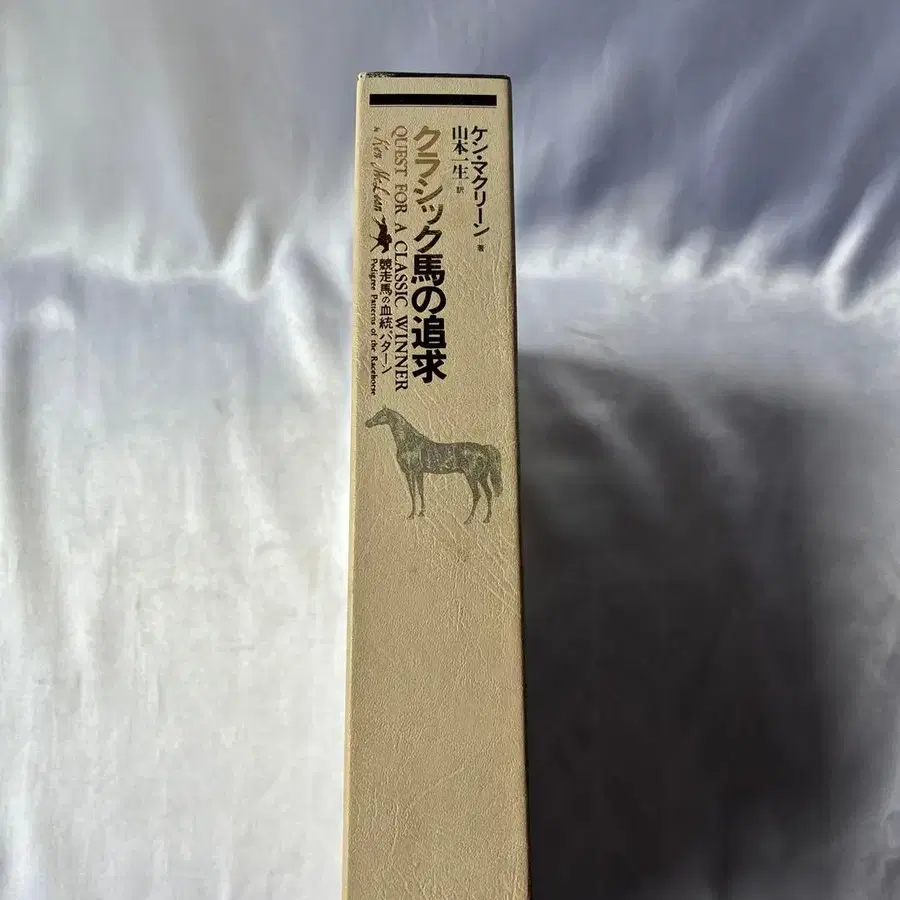 ケン・マクリーン 著
山本一生 訳
クラシック馬の追求
QUEST FOR A CLASSIC WINNER
競走馬の血統パターン
Pedigree Patterns of the Racehorse
by Ken McLean